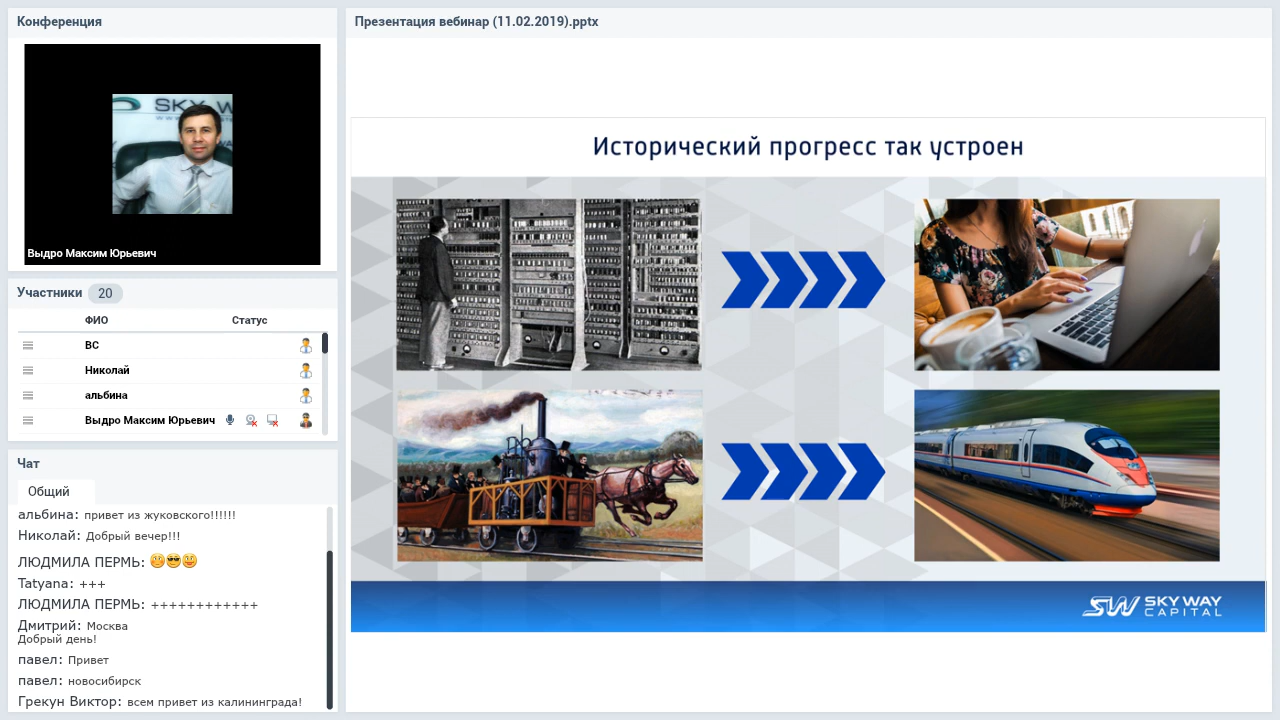 Конференция
SKY W
Выдро Максим Юрьевич
Участники 20
ФИО Статус
ВС
Николай
альбина
Выдро Максим Юрьевич
Чат
Общий
альбина: привет из жуковского!!!!!!
Николай: Добрый вечер!!!
ЛЮДМИЛА ПЕРМЬ:
Tatyana: +++
ЛЮДМИЛА ПЕРМЬ: ++++++++++++
Дмитрий: Москва
Добрый день!
павел: Привет
павел: новосибирск
Грекун Виктор: всем привет из калининграда!
Презентация вебинар (11.02.2019).pptx
Исторический прогресс так устроен
SW SKY WAY
CAPITAL